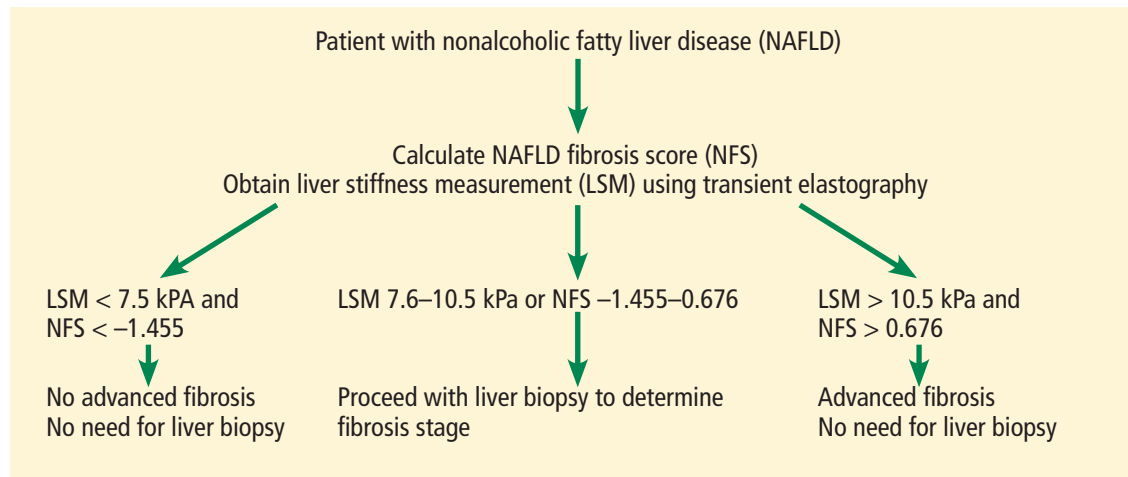 Patient with nonalcoholic fatty liver disease (NAFLD)
Calculate NAFLD fibrosis score (NFS)
Obtain liver stiffness measurement (LSM) using transient elastography
LSM < 7.5 kPA and
NFS < –1.455
LSM 7.6–10.5 kPa or NFS –1.455–0.676
LSM > 10.5 kPa and
NFS > 0.676
No advanced fibrosis
No need for liver biopsy
Proceed with liver biopsy to determine
fibrosis stage
Advanced fibrosis
No need for liver biopsy